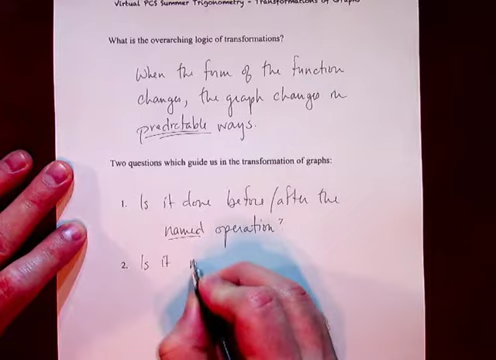 Virtual PCS Summer Trigonometry - Transformations of Graphs
What is the overarching logic of transformations?
When the form of the function
changes, the graph changes in
predictable ways.
Two questions which guide us in the transformation of graphs:
1. Is it done before/after the
named operation?
2. Is it